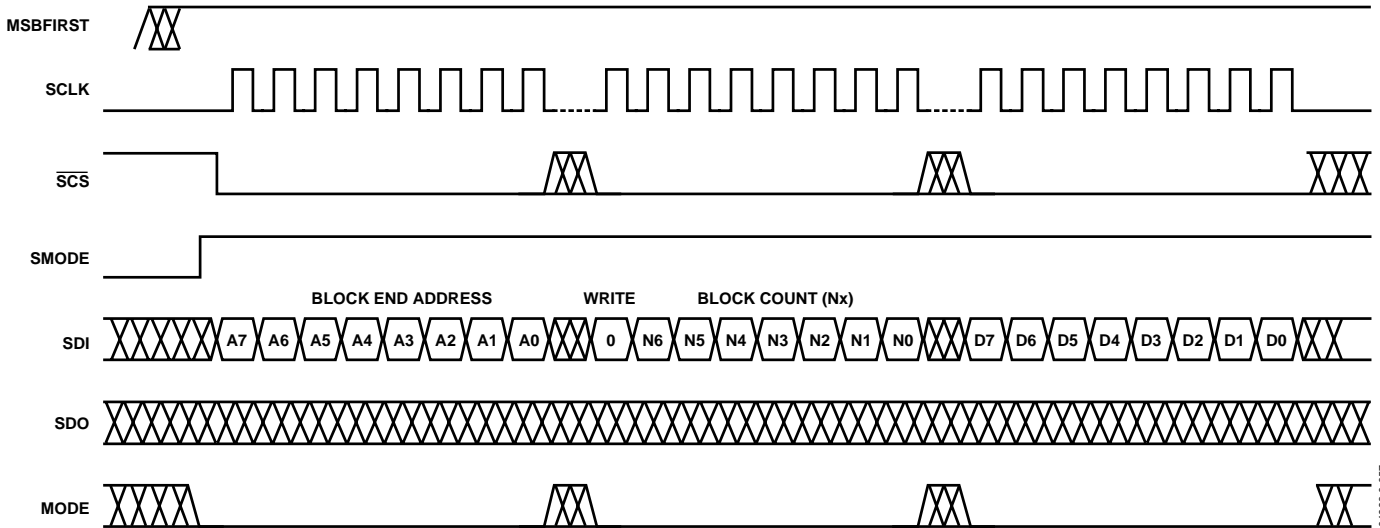 MSBFIRST
SCLK
SCS
SMODE
BLOCK END ADDRESS WRITE BLOCK COUNT (Nx)
SDI A7 A6 A5 A4 A3 A2 A1 A0 0 N6 N5 N4 N3 N2 N1 N0 D7 D6 D5 D4 D3 D2 D1 D0
SDO
MODE